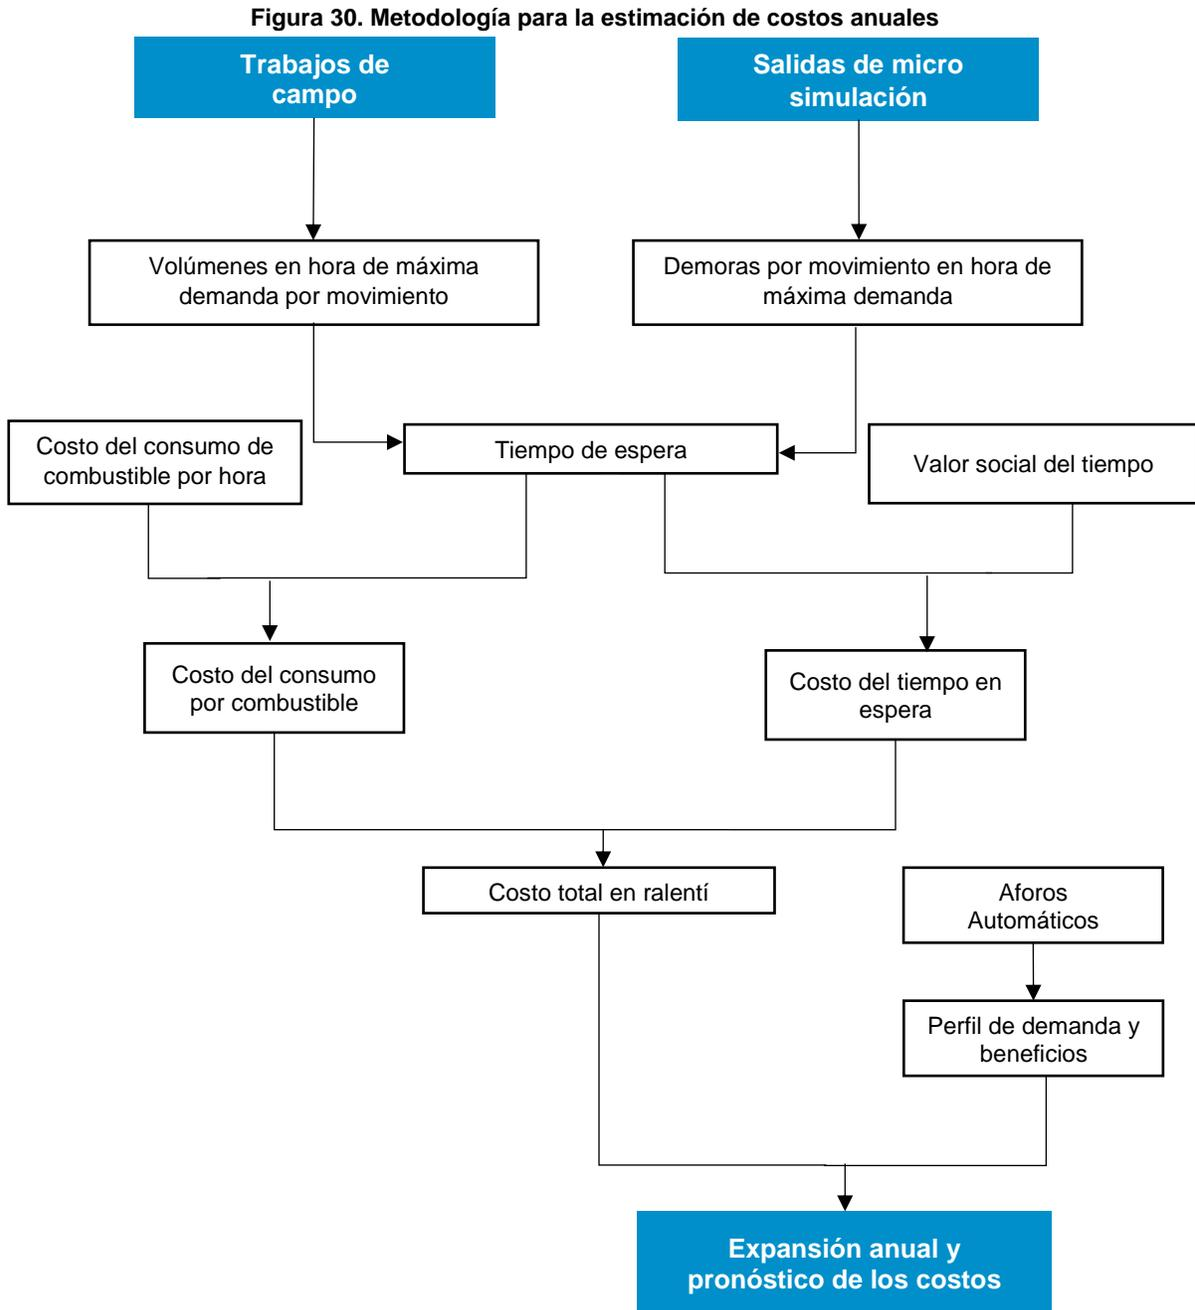 Figura 30. Metodología para la estimación de costos anuales
Trabajos de
campo
Salidas de micro
simulación
Volúmenes en hora de máxima
demanda por movimiento
Demoras por movimiento en hora de
máxima demanda
Costo del consumo de
combustible por hora
Tiempo de espera
Valor social del tiempo
Costo del consumo
por combustible
Costo del tiempo en
espera
Costo total en ralentí
Aforos
Automáticos
Perfil de demanda y
beneficios
Expansión anual y
pronóstico de los costos